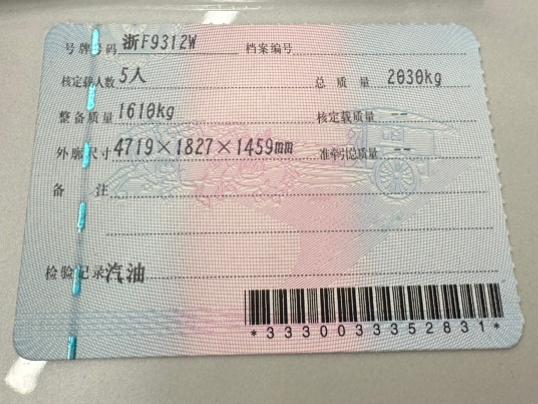 号牌号码 浙F9312W 档案编号
核定载人数 5人 总质量 2030kg
整备质量 1610kg 核定载质量 --
外廓尺寸 4719×1827×1459mm 准牵引总质量 --
备注
检验记录 汽油
*3330033352831*